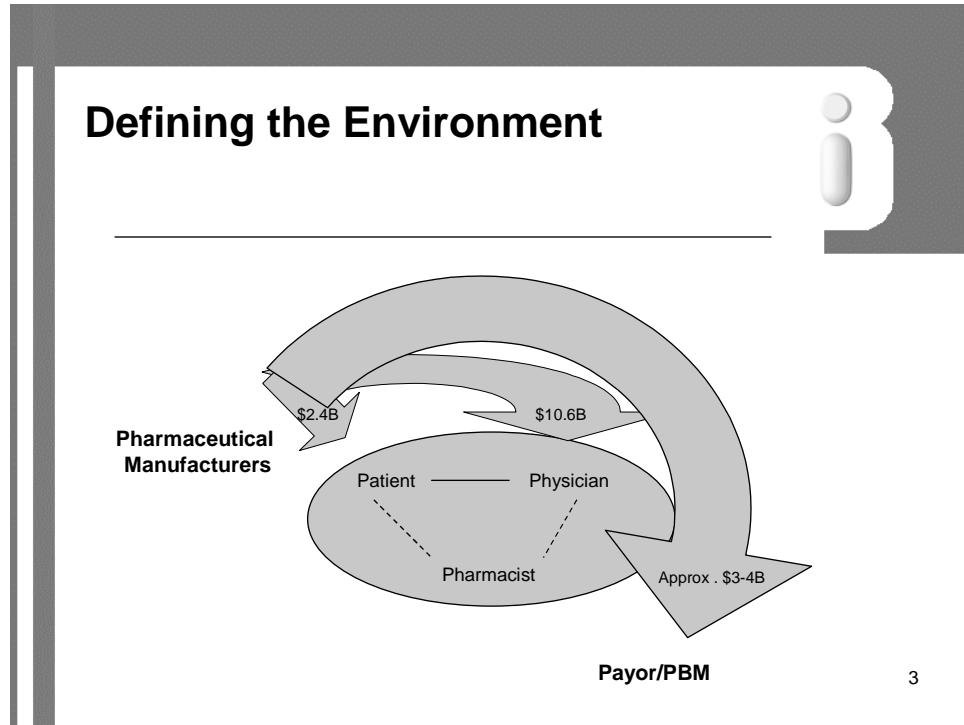 Defining the Environment
$2.4B
$10.6B
Pharmaceutical
Manufacturers
Patient
Physician
Pharmacist
Approx . $3-4B
Payor/PBM
3